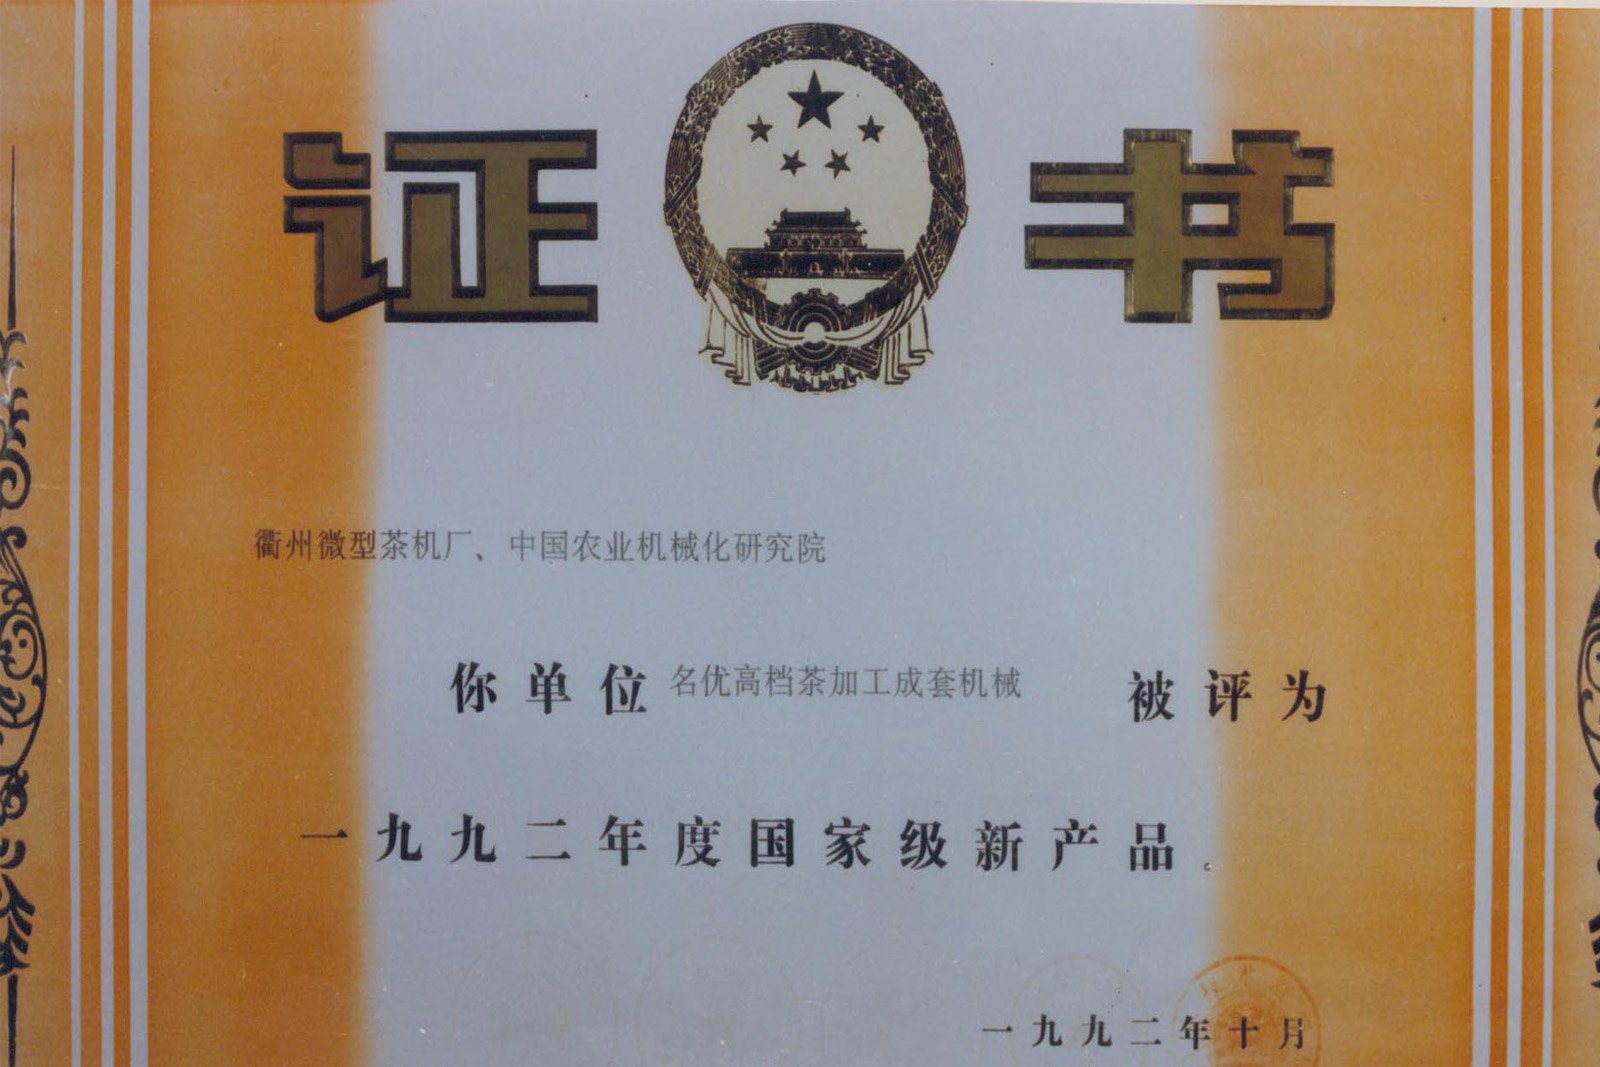 证书
衢州微型茶机厂、中国农业机械化研究院
你单位 名优高档茶加工成套机械 被评为
一九九二年度国家级新产品。
一九九二年十月